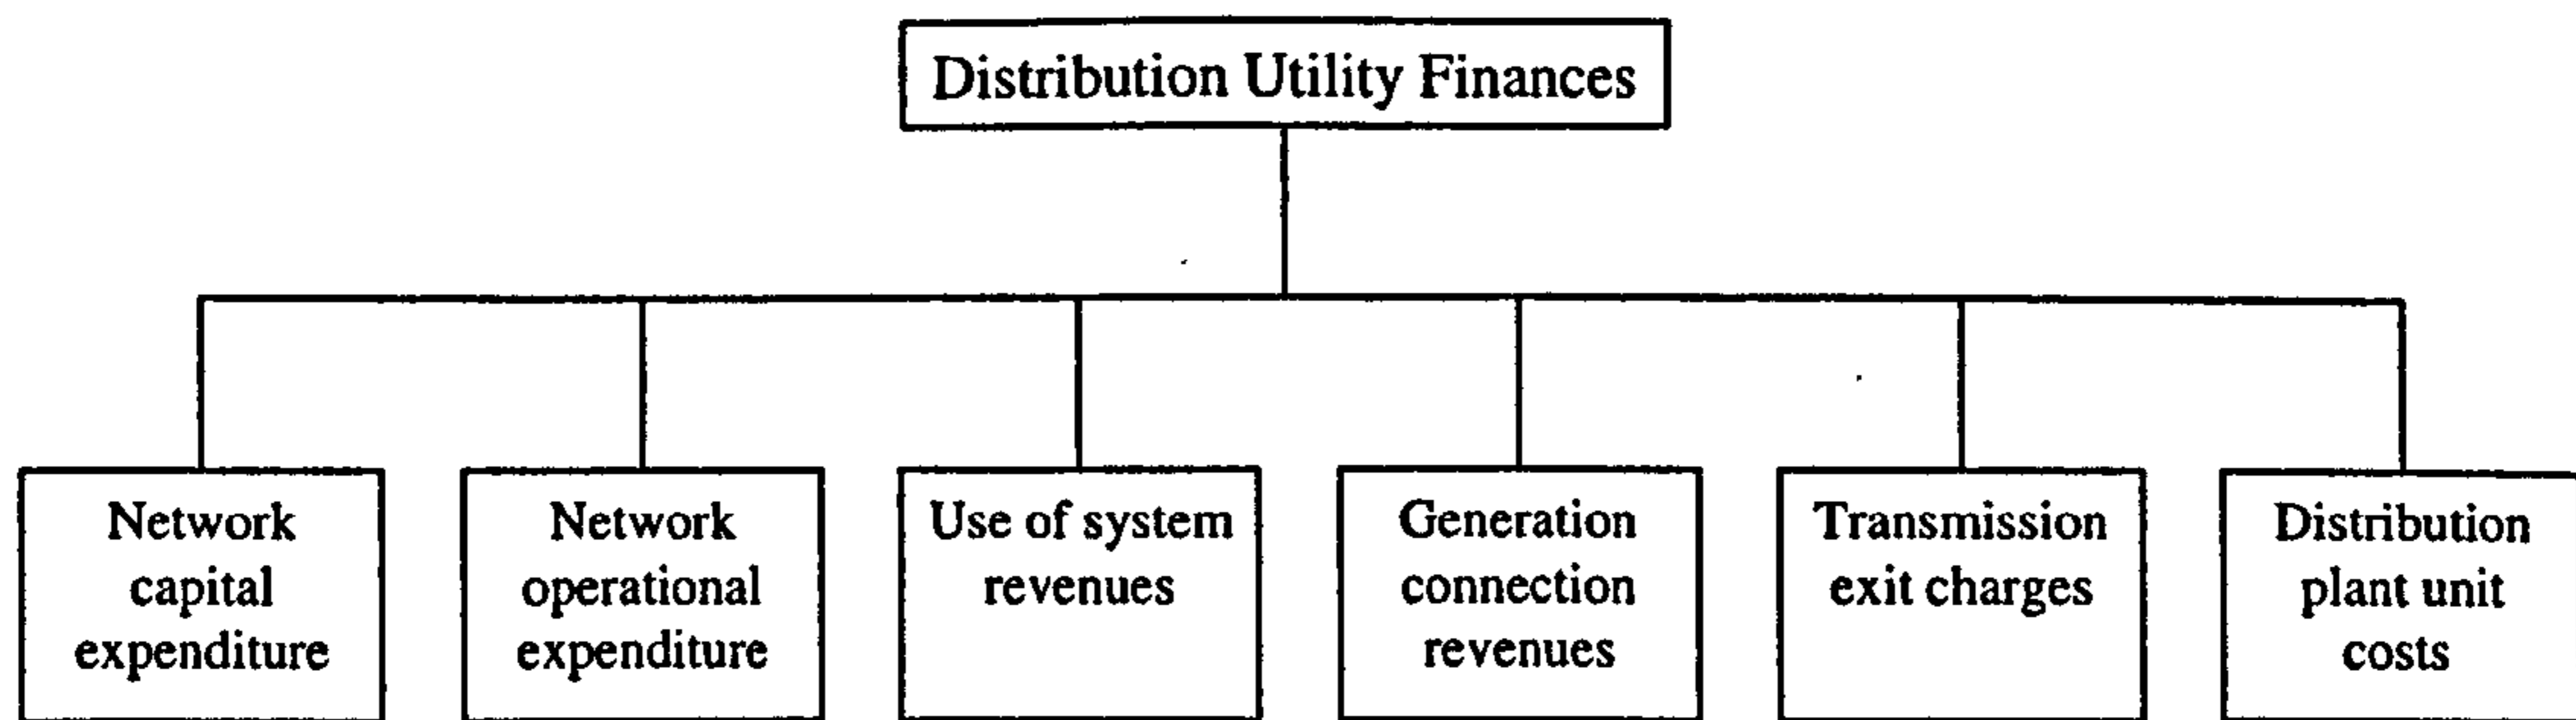 Distribution Utility Finances
Network
capital
expenditure
Network
operational
expenditure
Use of system
revenues
Generation
connection
revenues
Transmission
exit charges
Distribution
plant unit
costs